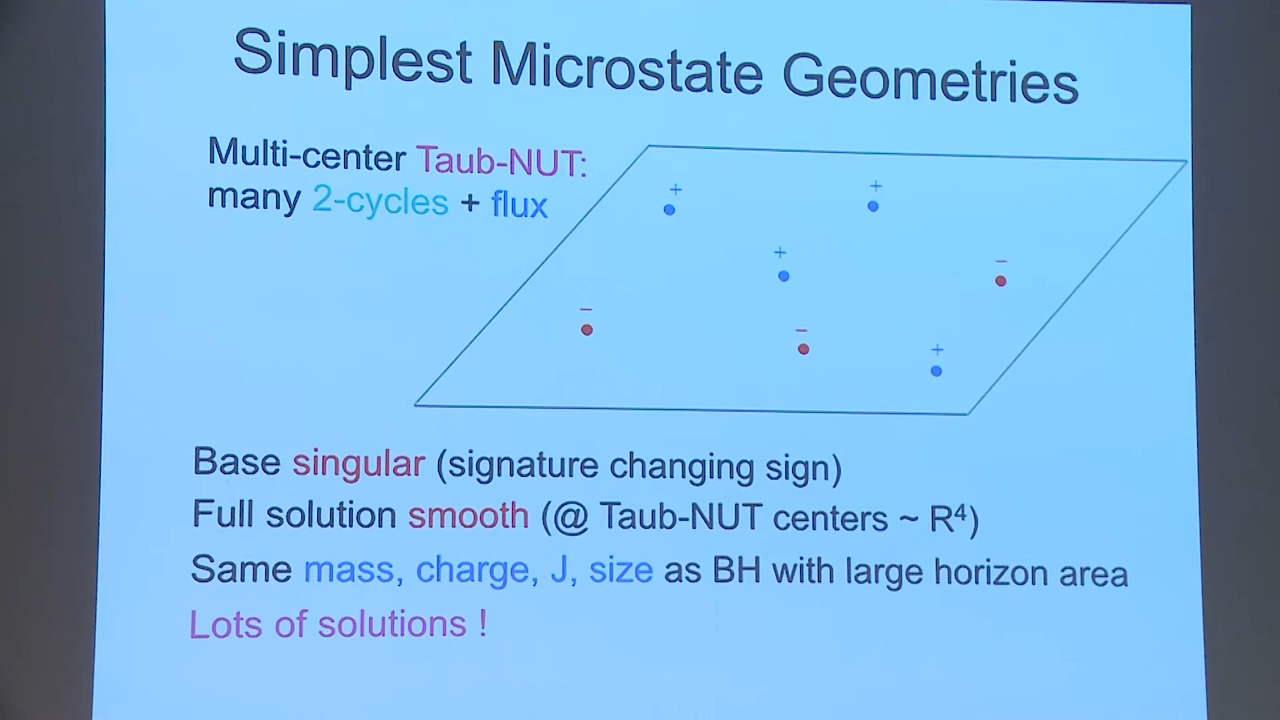 Simplest Microstate Geometries
Multi-center Taub-NUT:
many 2-cycles + flux
+ +
+
−
−
−
+
Base singular (signature changing sign)
Full solution smooth (@ Taub-NUT centers ~ R⁴)
Same mass, charge, J, size as BH with large horizon area
Lots of solutions !